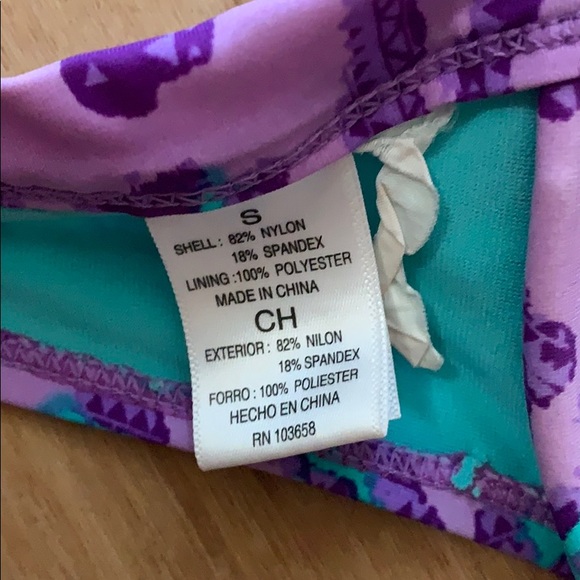 S
SHELL : 82% NYLON
18% SPANDEX
LINING :100% POLYESTER
MADE IN CHINA
CH
EXTERIOR : 82% NILON
18% SPANDEX
FORRO : 100% POLIESTER
HECHO EN CHINA
RN 103658